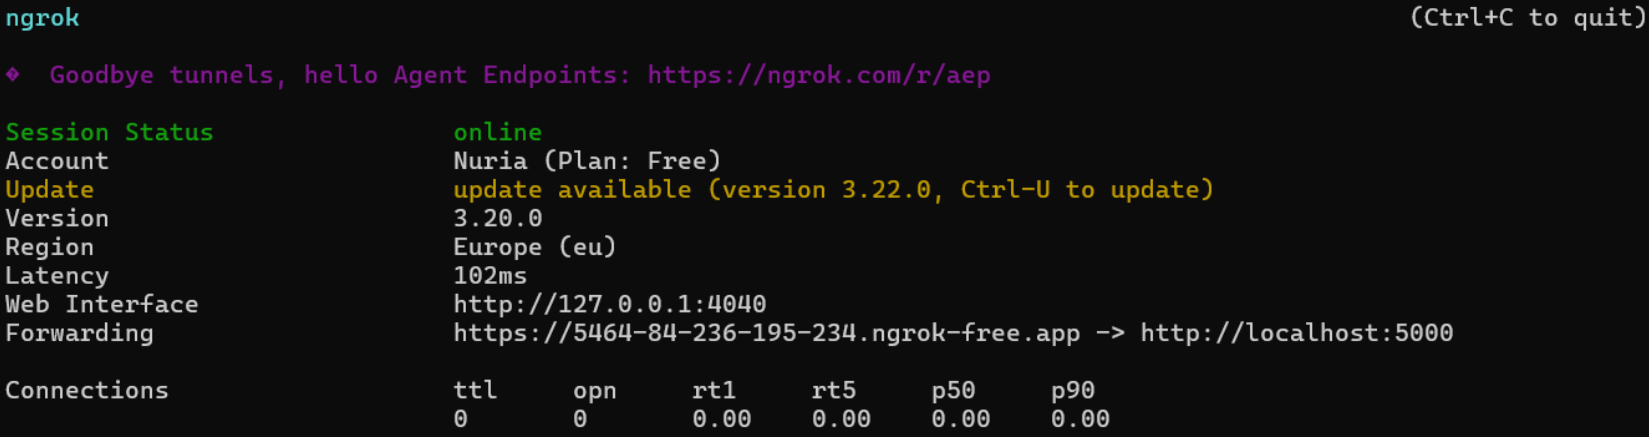 ngrok (Ctrl+C to quit)
� Goodbye tunnels, hello Agent Endpoints: https://ngrok.com/r/aep
Session Status online
Account Nuria (Plan: Free)
Update update available (version 3.22.0, Ctrl-U to update)
Version 3.20.0
Region Europe (eu)
Latency 102ms
Web Interface http://127.0.0.1:4040
Forwarding https://5464-84-236-195-234.ngrok-free.app -> http://localhost:5000
Connections ttl opn rt1 rt5 p50 p90
0 0 0.00 0.00 0.00 0.00